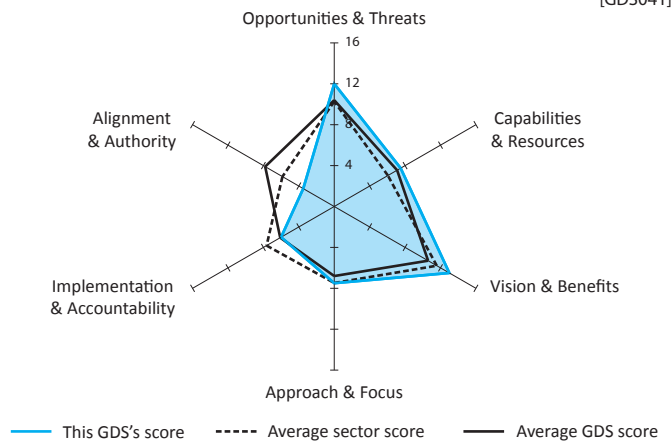 [GDS041]
Opportunities & Threats
16
12
8
4
Alignment
& Authority
Capabilities
& Resources
Implementation
& Accountability
Vision & Benefits
Approach & Focus
This GDS's score
Average sector score
Average GDS score